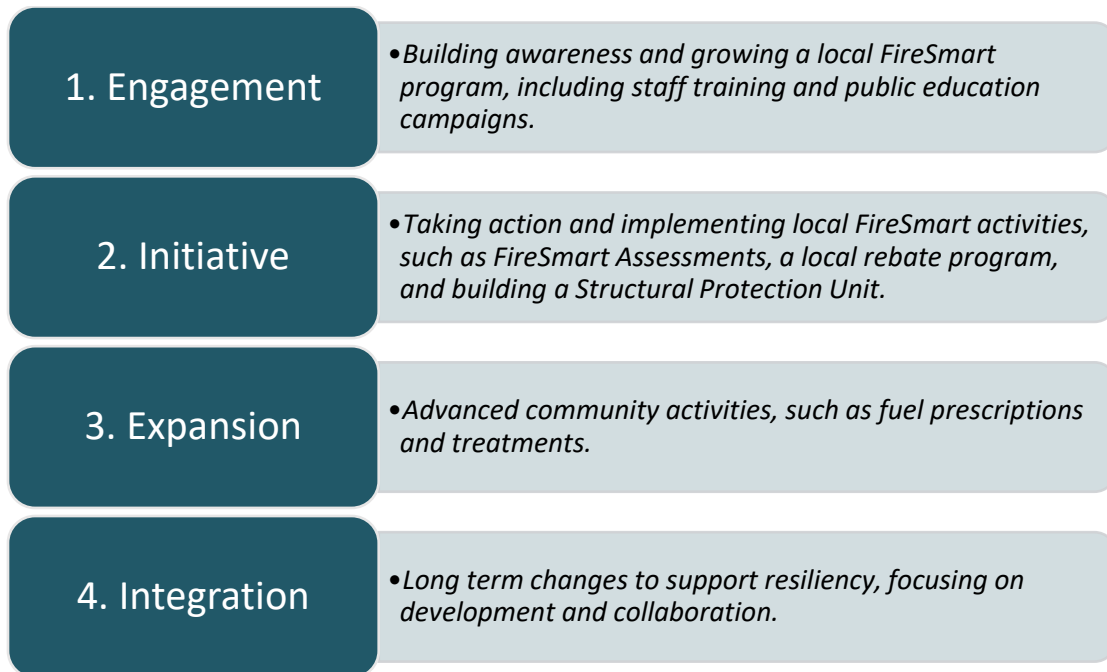 1. Engagement
•Building awareness and growing a local FireSmart
program, including staff training and public education
campaigns.
2. Initiative
•Taking action and implementing local FireSmart activities,
such as FireSmart Assessments, a local rebate program,
and building a Structural Protection Unit.
3. Expansion
•Advanced community activities, such as fuel prescriptions
and treatments.
4. Integration
•Long term changes to support resiliency, focusing on
development and collaboration.